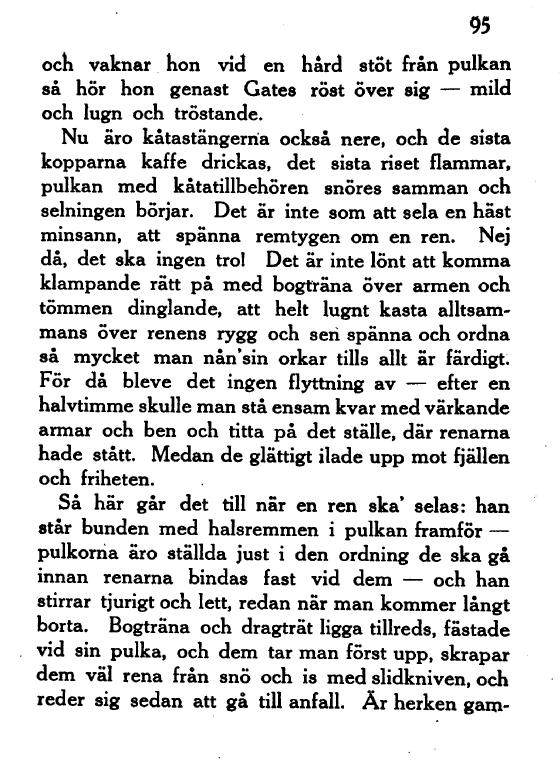 95
och vaknar hon vid en hård stöt från pulkan
så hör hon genast Gates röst över sig — mild
och lugn och tröstande.
Nu äro kåtastängerna också nere, och de sista
kopparna kaffe drickas, det sista riset flammar,
pulkan med kåtatillbehören snöres samman och
selningen börjar. Det är inte som att sela en häst
minsann, att spänna remtygen om en ren. Nej
då, det ska ingen tro! Det är inte lönt att komma
klampande rätt på med bogträna över armen och
tömmen dinglande, att helt lugnt kasta alltsam-
mans över renens rygg och sen spänna och ordna
så mycket man nån'sin orkar tills allt är färdigt.
För då bleve det ingen flyttning av — efter en
halvtimme skulle man stå ensam kvar med värkande
armar och ben och titta på det ställe, där renarna
hade stått. Medan de glättigt ilade upp mot fjällen
och friheten.
Så här går det till när en ren ska' selas: han
står bunden med halsremmen i pulkan framför —
pulkorna äro ställda just i den ordning de ska gå
innan renarna bindas fast vid dem — och han
stirrar tjurigt och lett, redan när man kommer långt
borta. Bogträna och dragträt ligga tillreds, fästade
vid sin pulka, och dem tar man först upp, skrapar
dem väl rena från snö och is med slidkniven, och
reder sig sedan att gå till anfall. Är herken gam-